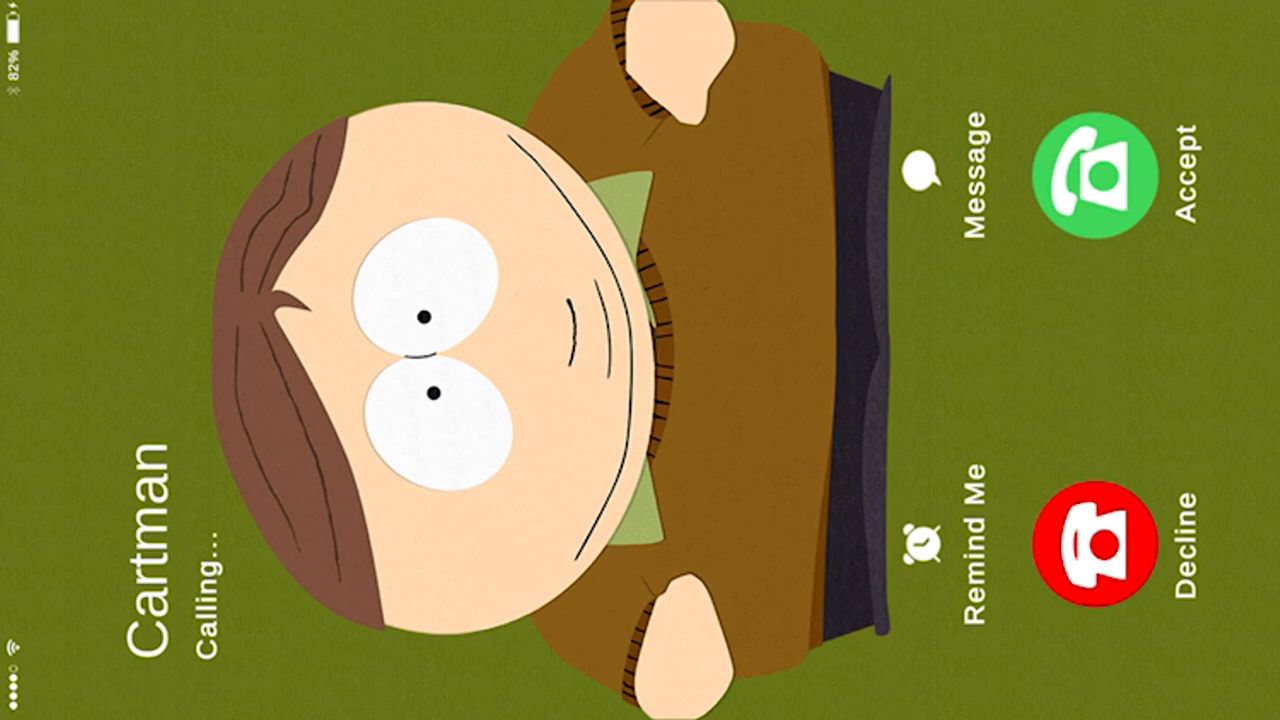 82%
Cartman
Calling...
Remind Me
Message
Decline
Accept